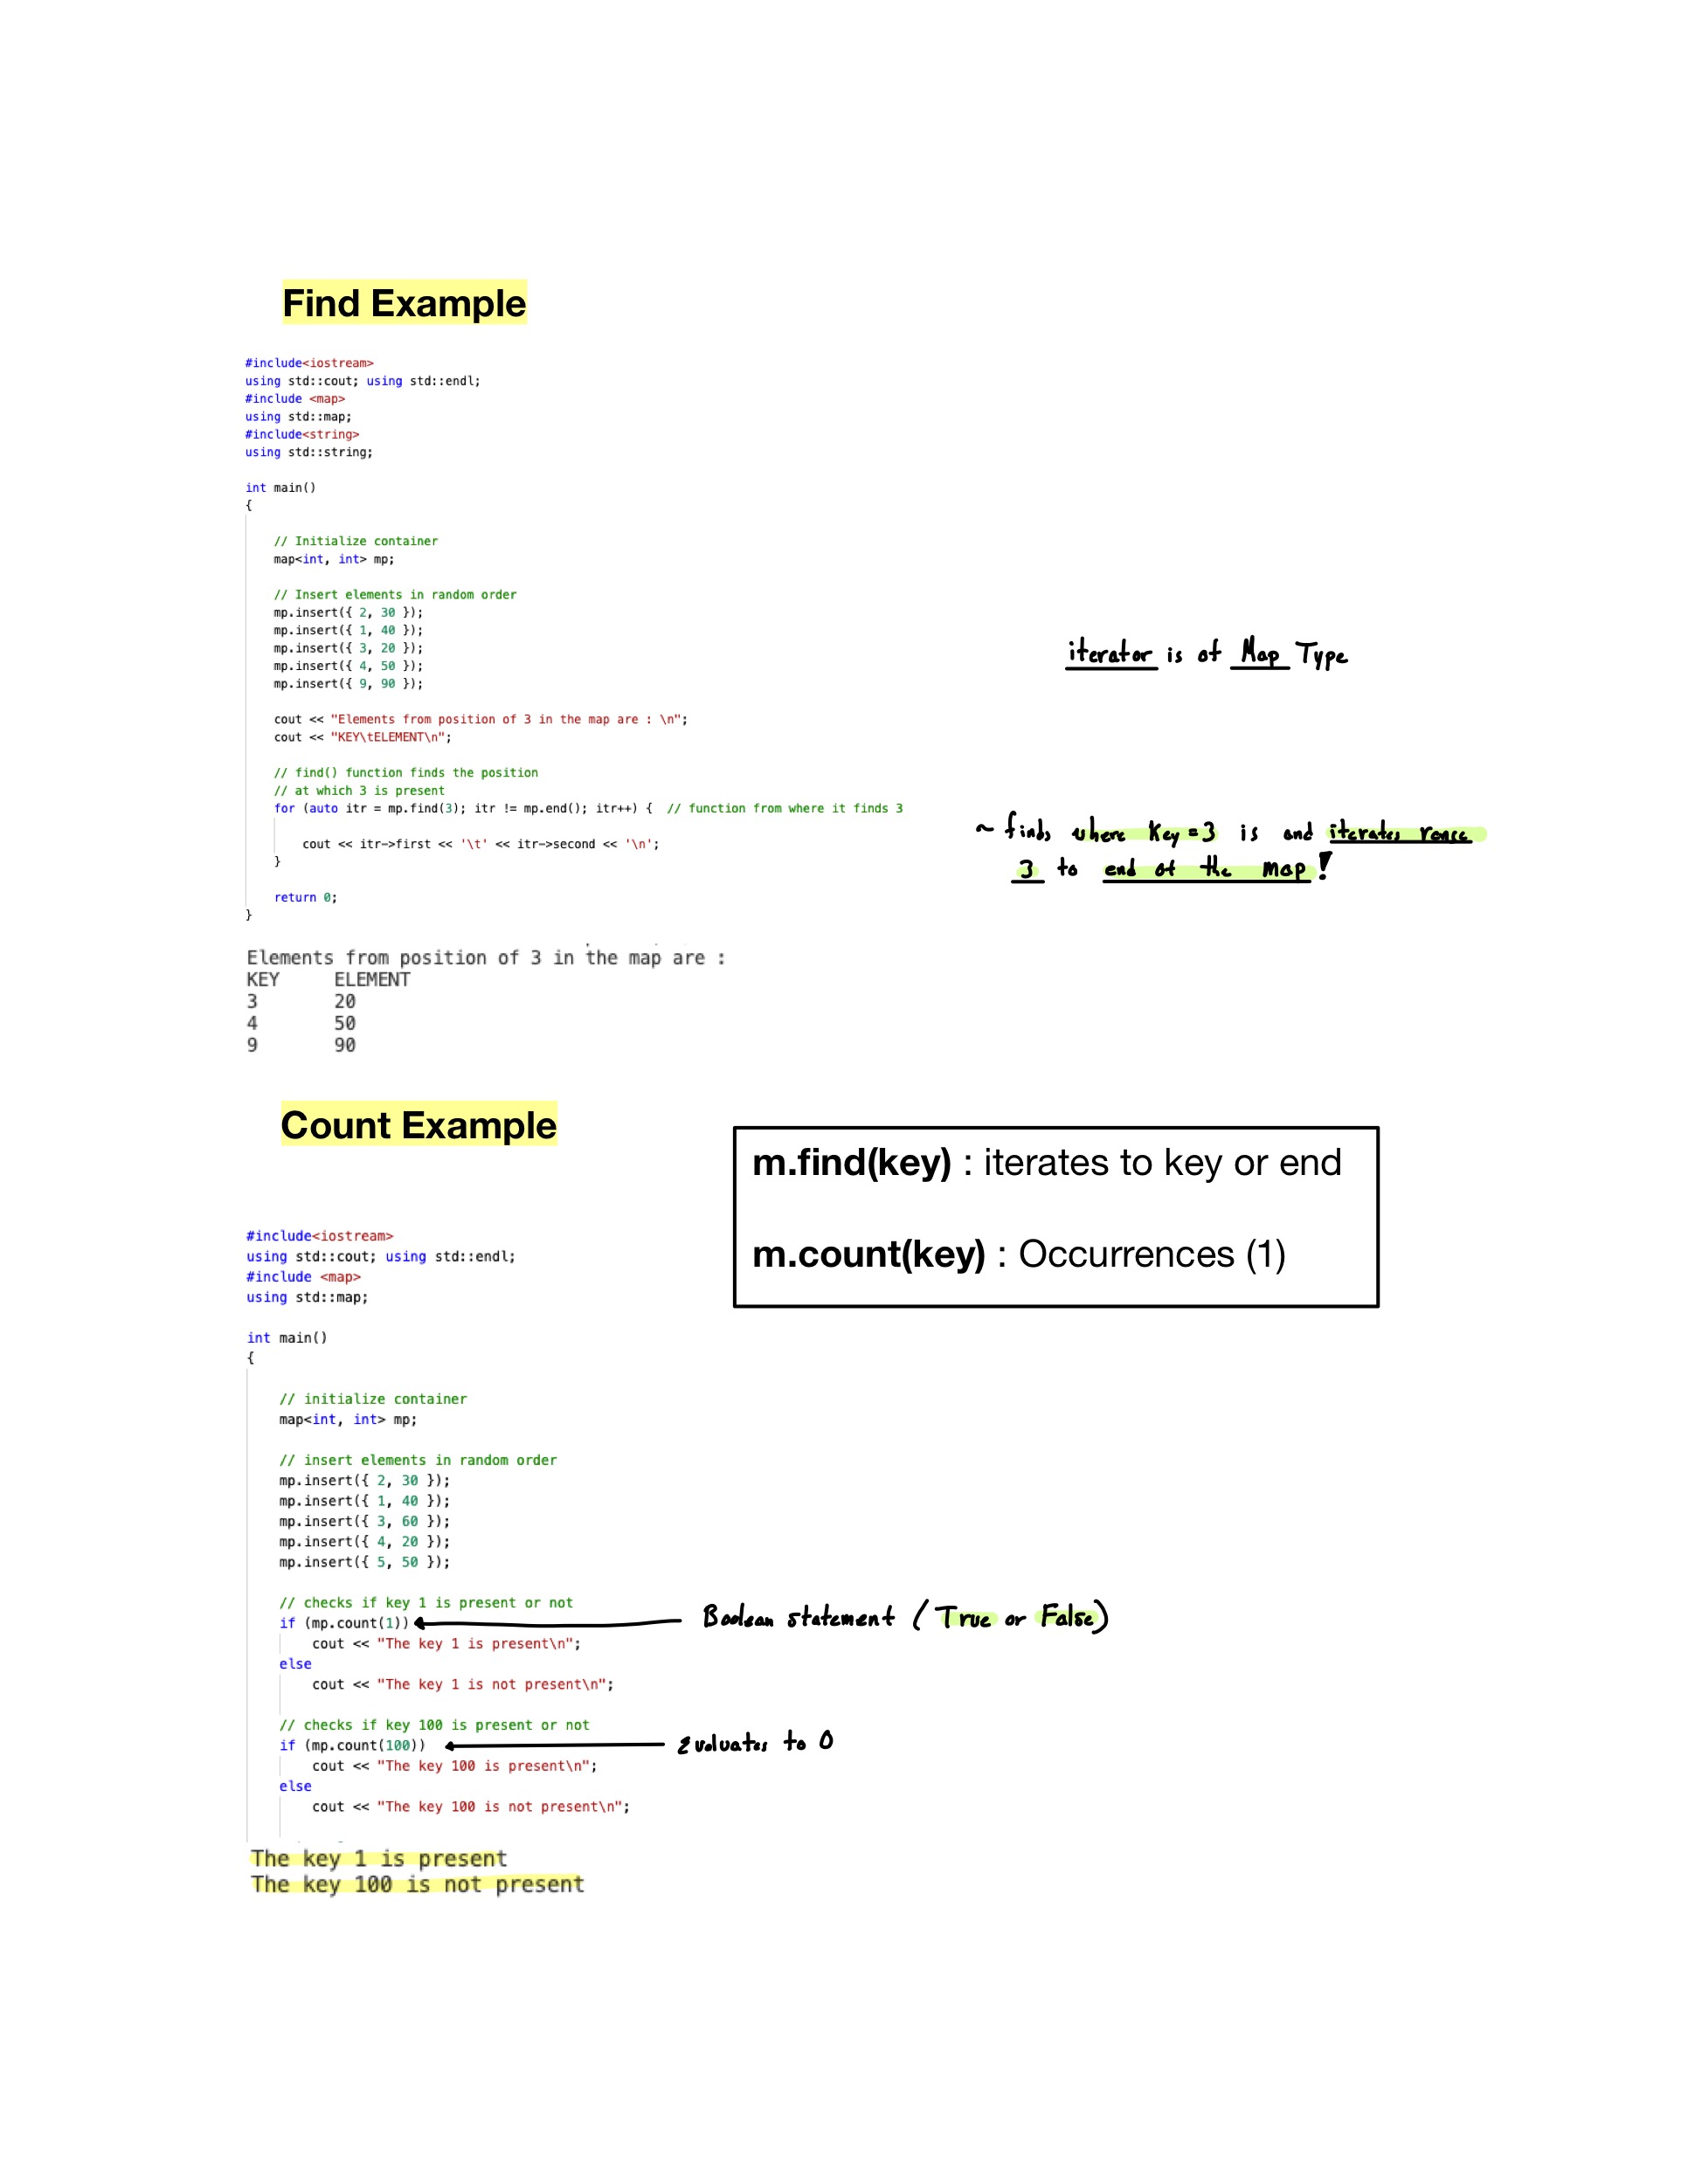 Find Example
#include<iostream>
using std::cout; using std::endl;
#include <map>
using std::map;
#include<string>
using std::string;
int main()
{
// Initialize container
map<int, int> mp;
// Insert elements in random order
mp.insert({ 2, 30 });
mp.insert({ 1, 40 });
mp.insert({ 3, 20 });
mp.insert({ 4, 50 });
mp.insert({ 9, 90 });
iterator is of Map Type
cout << "Elements from position of 3 in the map are : \n";
cout << "KEY\tELEMENT\n";
// find() function finds the position
// at which 3 is present
for (auto itr = mp.find(3); itr != mp.end(); itr++) {  // function from where it finds 3
cout << itr->first << '\t' << itr->second << '\n';
}
~ finds where Key = 3 is and iterates range
3 to end of the map!
return 0;
}
Elements from position of 3 in the map are :
KEY ELEMENT
3 20
4 50
9 90
Count Example
m.find(key) : iterates to key or end
m.count(key) : Occurrences (1)
#include<iostream>
using std::cout; using std::endl;
#include <map>
using std::map;
int main()
{
// initialize container
map<int, int> mp;
// insert elements in random order
mp.insert({ 2, 30 });
mp.insert({ 1, 40 });
mp.insert({ 3, 60 });
mp.insert({ 4, 20 });
mp.insert({ 5, 50 });
// checks if key 1 is present or not
if (mp.count(1))
Boolean statement (True or False)
cout << "The key 1 is present\n";
else
cout << "The key 1 is not present\n";
// checks if key 100 is present or not
if (mp.count(100))
Evaluates to 0
cout << "The key 100 is present\n";
else
cout << "The key 100 is not present\n";
The key 1 is present
The key 100 is not present